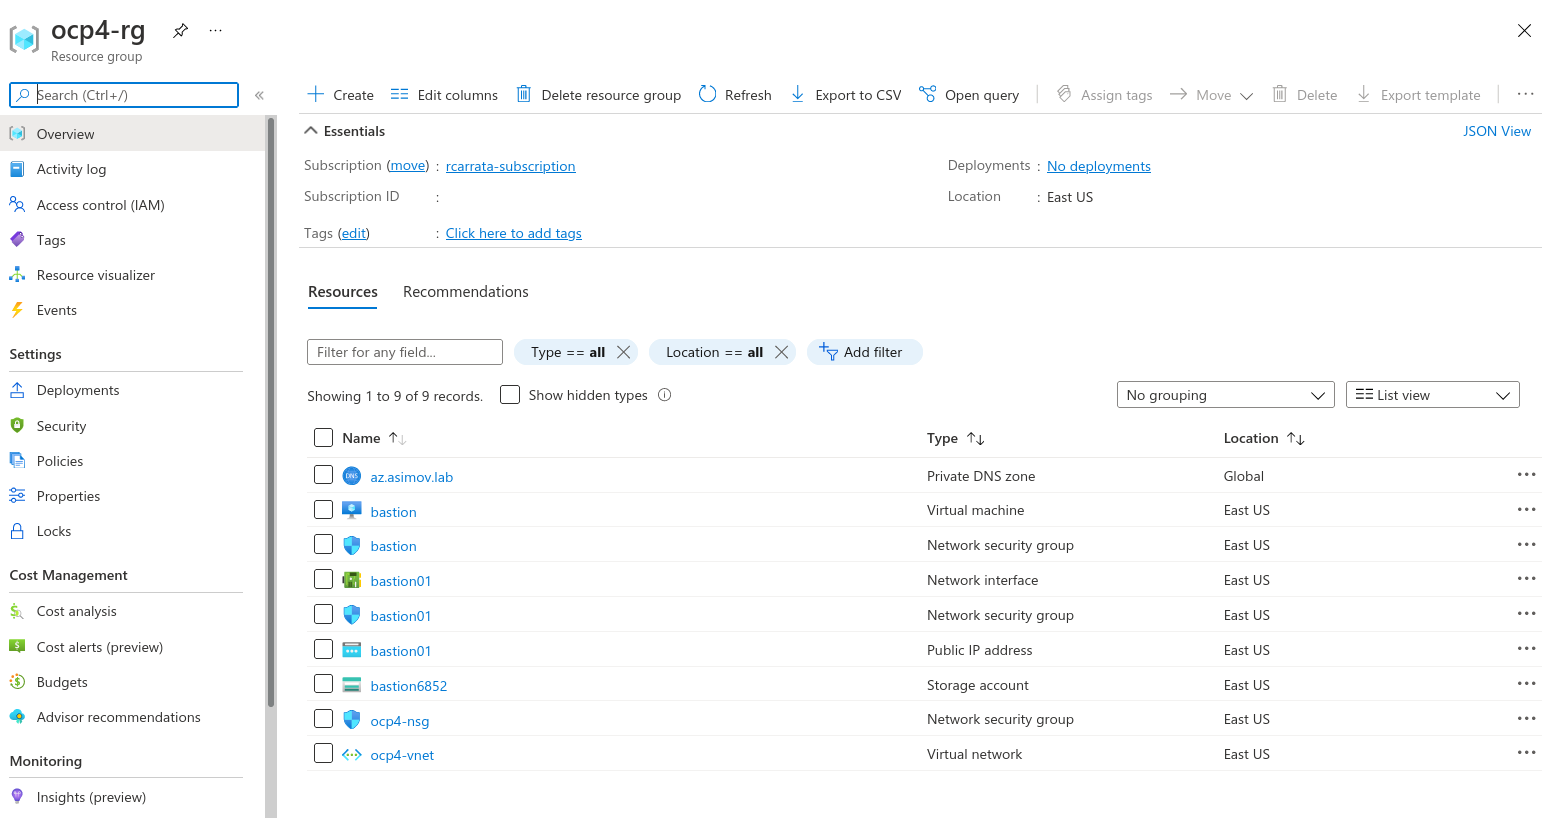 ocp4-rg ...
Resource group
Search (Ctrl+/)
«
Overview
Activity log
Access control (IAM)
Tags
Resource visualizer
Events
Settings
Deployments
Security
Policies
Properties
Locks
Cost Management
Cost analysis
Cost alerts (preview)
Budgets
Advisor recommendations
Monitoring
Insights (preview)
Create Edit columns Delete resource group Refresh Export to CSV Open query Assign tags Move Delete Export template ...
Essentials JSON View
Subscription (move) : rcarrata-subscription Deployments : No deployments
Subscription ID : Location : East US
Tags (edit) : Click here to add tags
Resources Recommendations
Filter for any field... Type == all Location == all Add filter
Showing 1 to 9 of 9 records. Show hidden types No grouping List view
Name Type Location
DNS az.asimov.lab Private DNS zone Global ...
bastion Virtual machine East US ...
bastion Network security group East US ...
bastion01 Network interface East US ...
bastion01 Network security group East US ...
bastion01 Public IP address East US ...
bastion6852 Storage account East US ...
ocp4-nsg Network security group East US ...
ocp4-vnet Virtual network East US ...